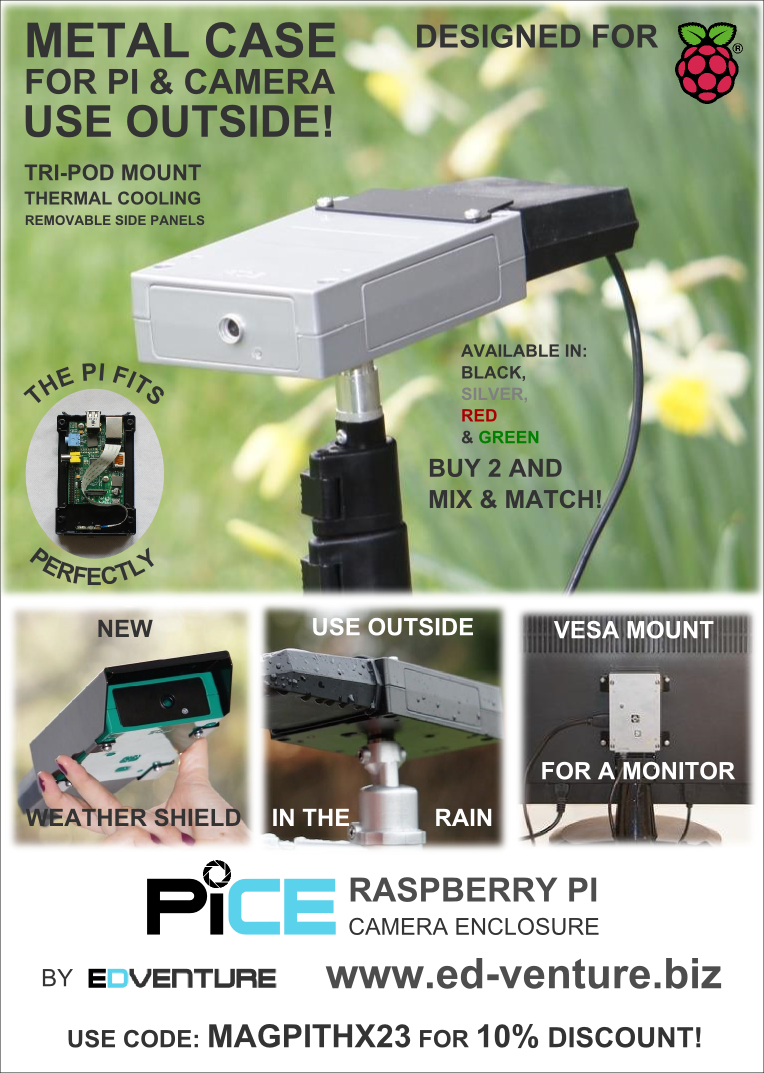 METAL CASE
FOR PI & CAMERA
USE OUTSIDE!
DESIGNED FOR
®
TRI-POD MOUNT
THERMAL COOLING
REMOVABLE SIDE PANELS
AVAILABLE IN:
BLACK,
SILVER,
RED
& GREEN
BUY 2 AND
MIX & MATCH!
THE PI FITS
PERFECTLY
NEW
WEATHER SHIELD
USE OUTSIDE
IN THE RAIN
VESA MOUNT
FOR A MONITOR
PiCE
RASPBERRY PI
CAMERA ENCLOSURE
BY EDVENTURE
www.ed-venture.biz
USE CODE: MAGPITHX23 FOR 10% DISCOUNT!